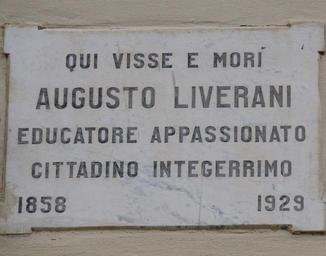 QUI VISSE E MORÍ
AUGUSTO LIVERANI
EDUCATORE APPASSIONATO
CITTADINO INTEGERRIMO
1858 1929